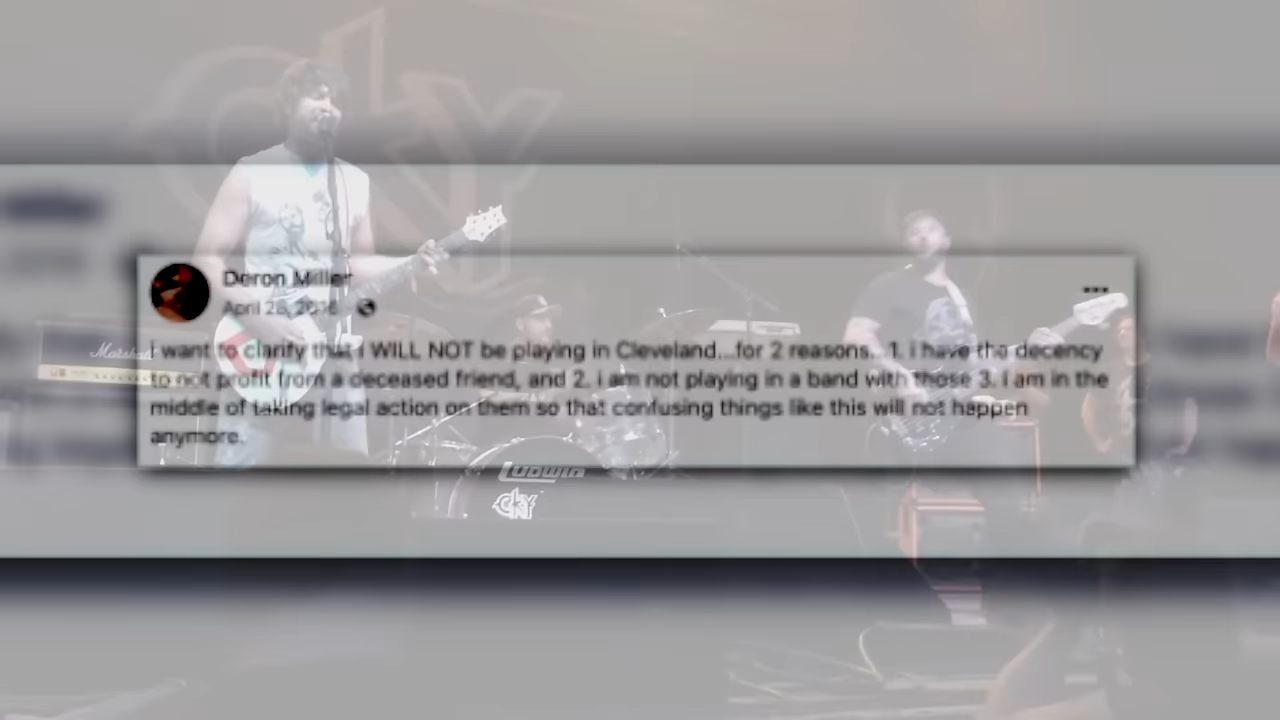 CKY
Deron Miller
April 25, 2016
Marshall
I want to clarify that I WILL NOT be playing in Cleveland...for 2 reasons.. 1. I have the decency
to not profit from a deceased friend, and 2. I am not playing in a band with those 3. I am in the
middle of taking legal action on them so that confusing things like this will not happen
anymore.
LUDWIG
CKY